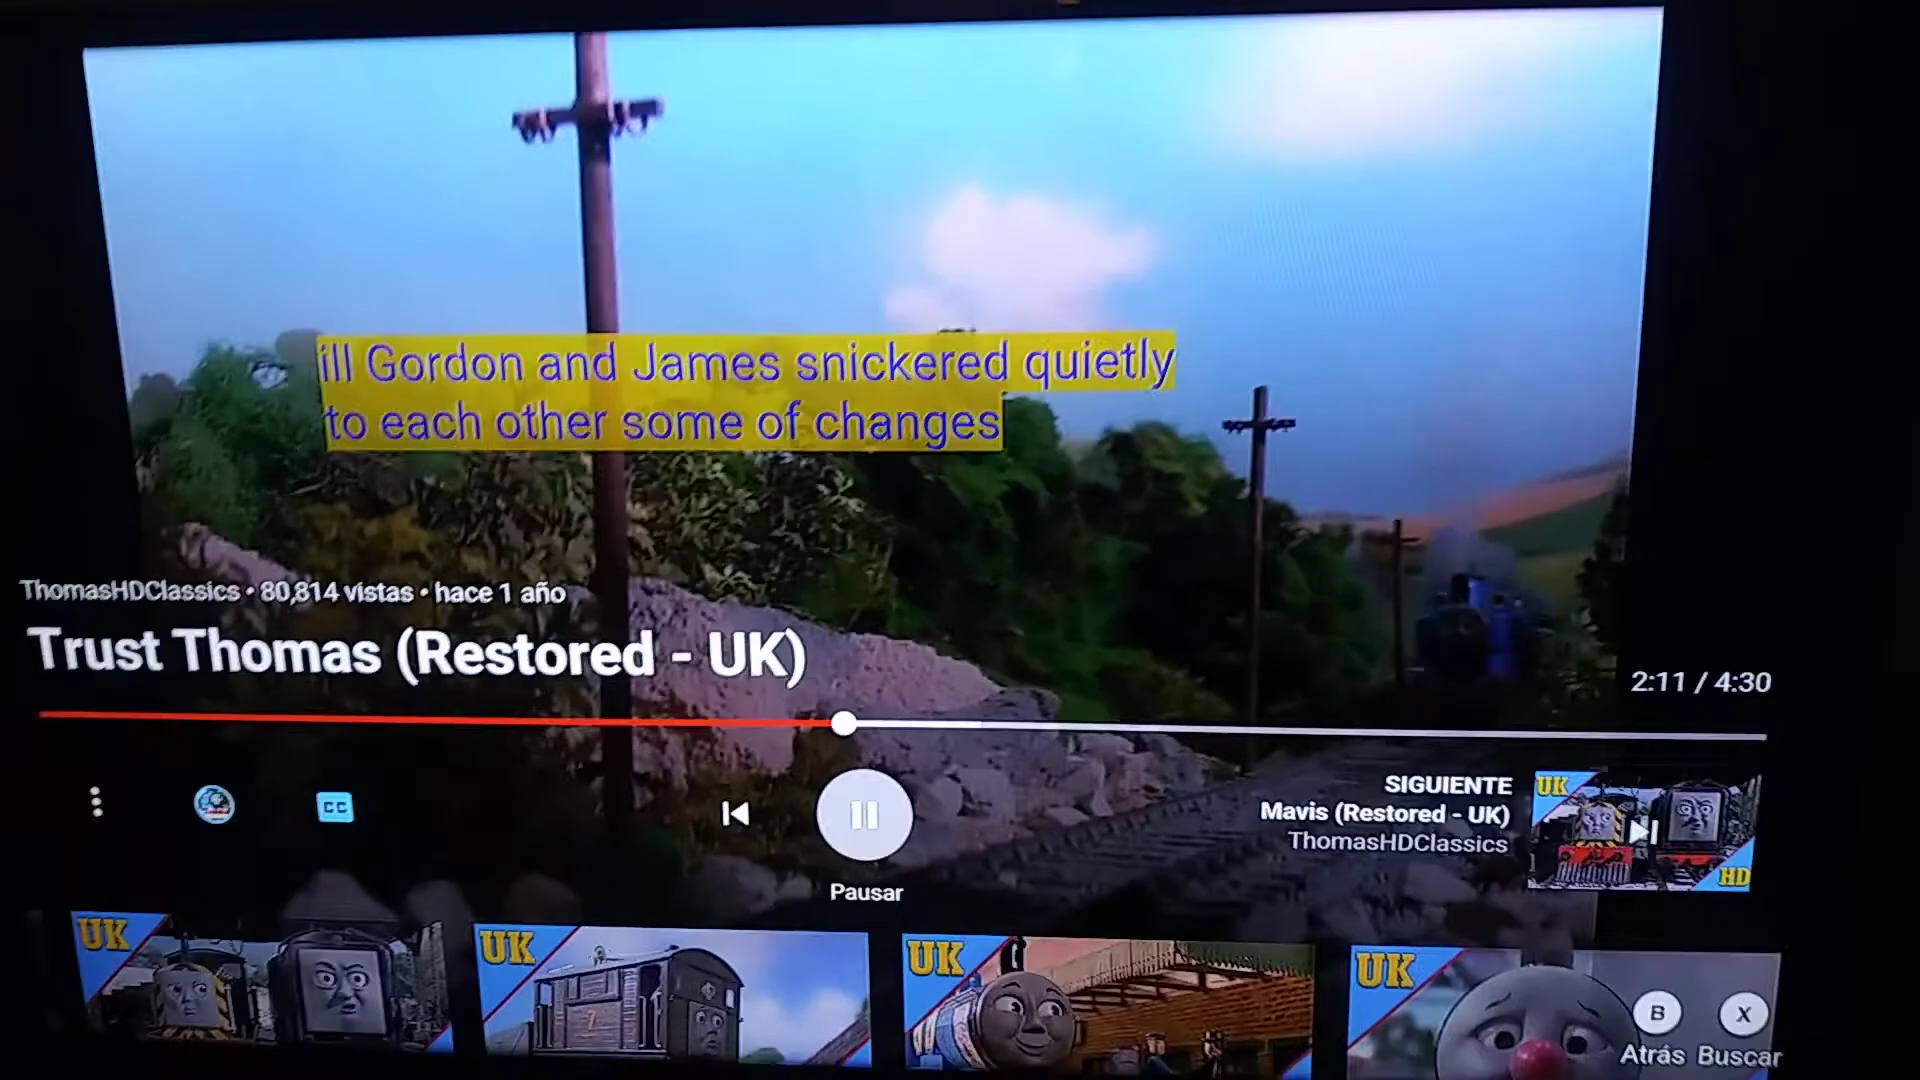 ill Gordon and James snickered quietly
to each other some of changes
ThomasHDClassics • 80,814 vistas • hace 1 año
Trust Thomas (Restored - UK)
2:11 / 4:30
CC
Pausar
SIGUIENTE
Mavis (Restored - UK)
ThomasHDClassics
UK
HD
UK
UK
7
UK
UK
B
X
Atrás
Buscar